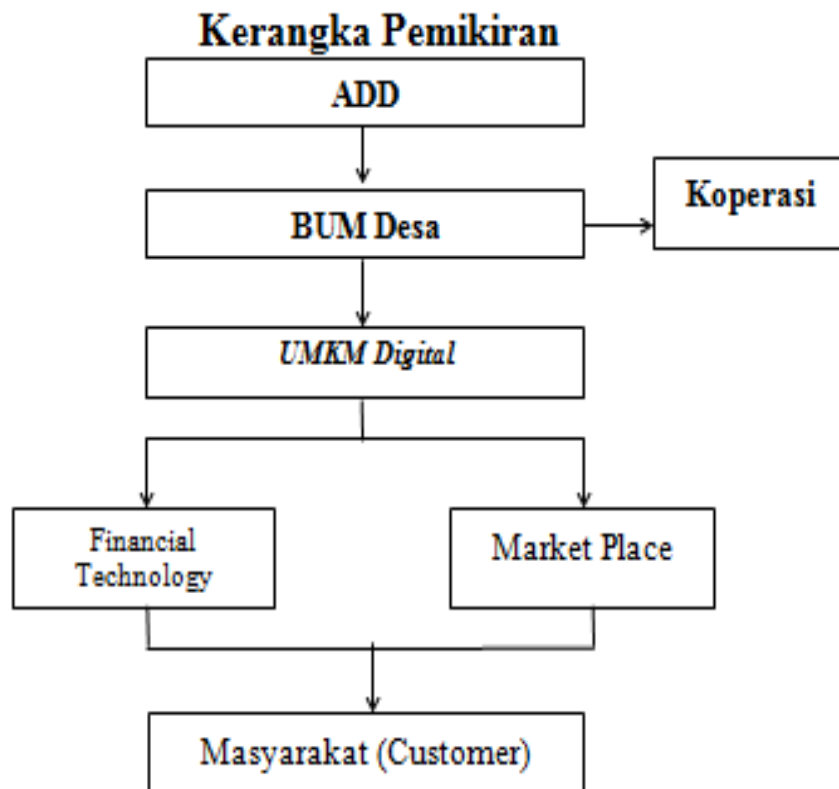 Kerangka Pemikiran
ADD
BUM Desa
Koperasi
UMKM Digital
Financial
Technology
Market Place
Masyarakat (Customer)